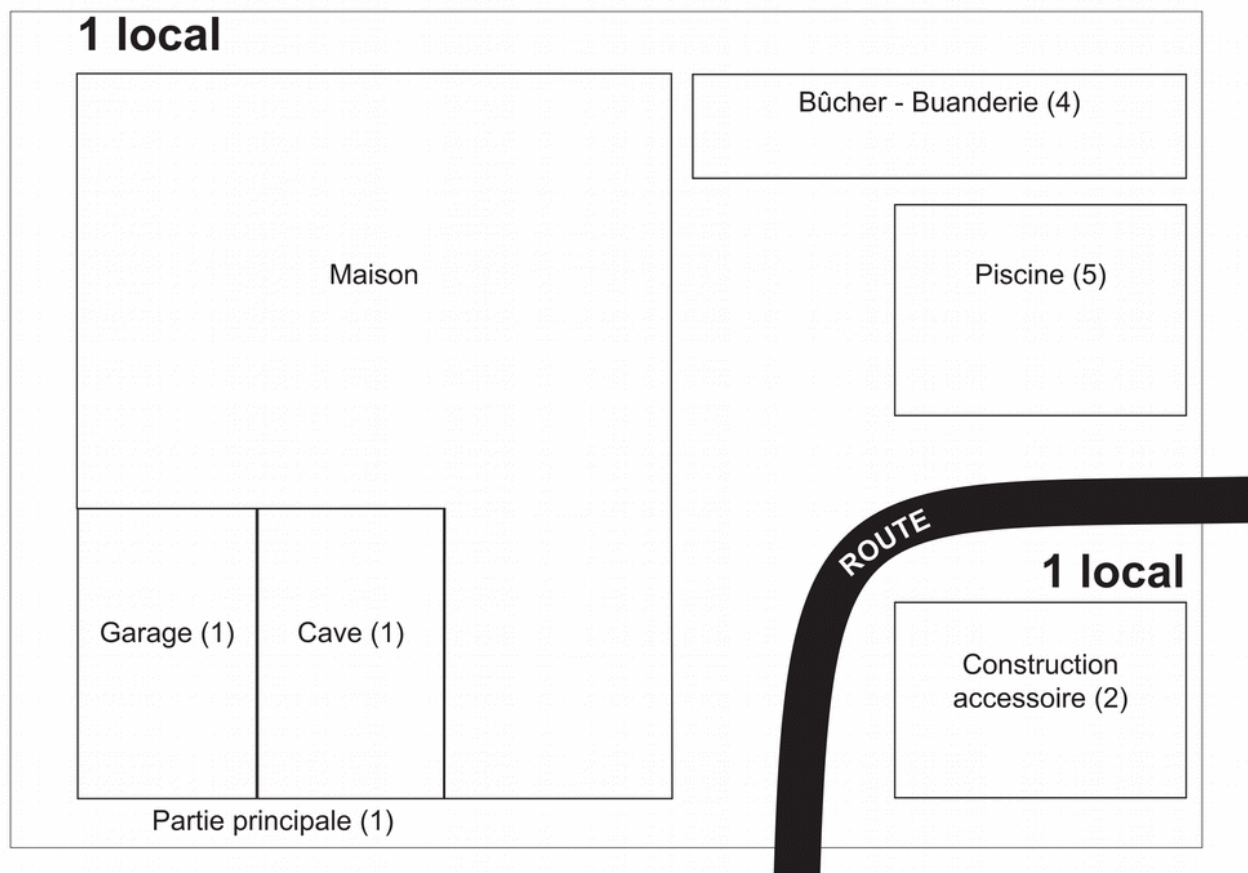 1 local
Bûcher - Buanderie (4)
Maison
Piscine (5)
ROUTE
1 local
Garage (1)
Cave (1)
Construction
accessoire (2)
Partie principale (1)